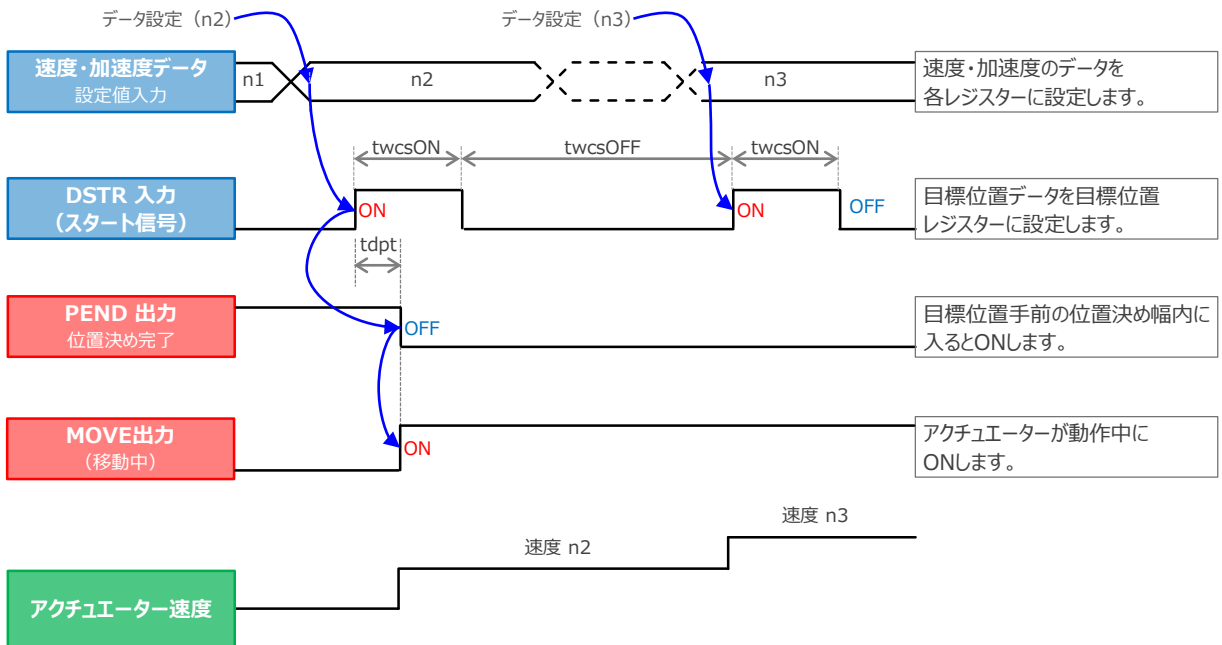 データ設定（n2）
データ設定（n3）
速度・加速度データ
設定値入力
n1
n2
n3
速度・加速度のデータを
各レジスターに設定します。
twcsON
twcsOFF
twcsON
DSTR 入力
（スタート信号）
ON
ON
OFF
目標位置データを目標位置
レジスターに設定します。
tdpt
PEND 出力
位置決め完了
OFF
目標位置手前の位置決め幅内に
入るとONします。
MOVE出力
（移動中）
ON
アクチュエーターが動作中に
ONします。
速度 n3
速度 n2
アクチュエーター速度